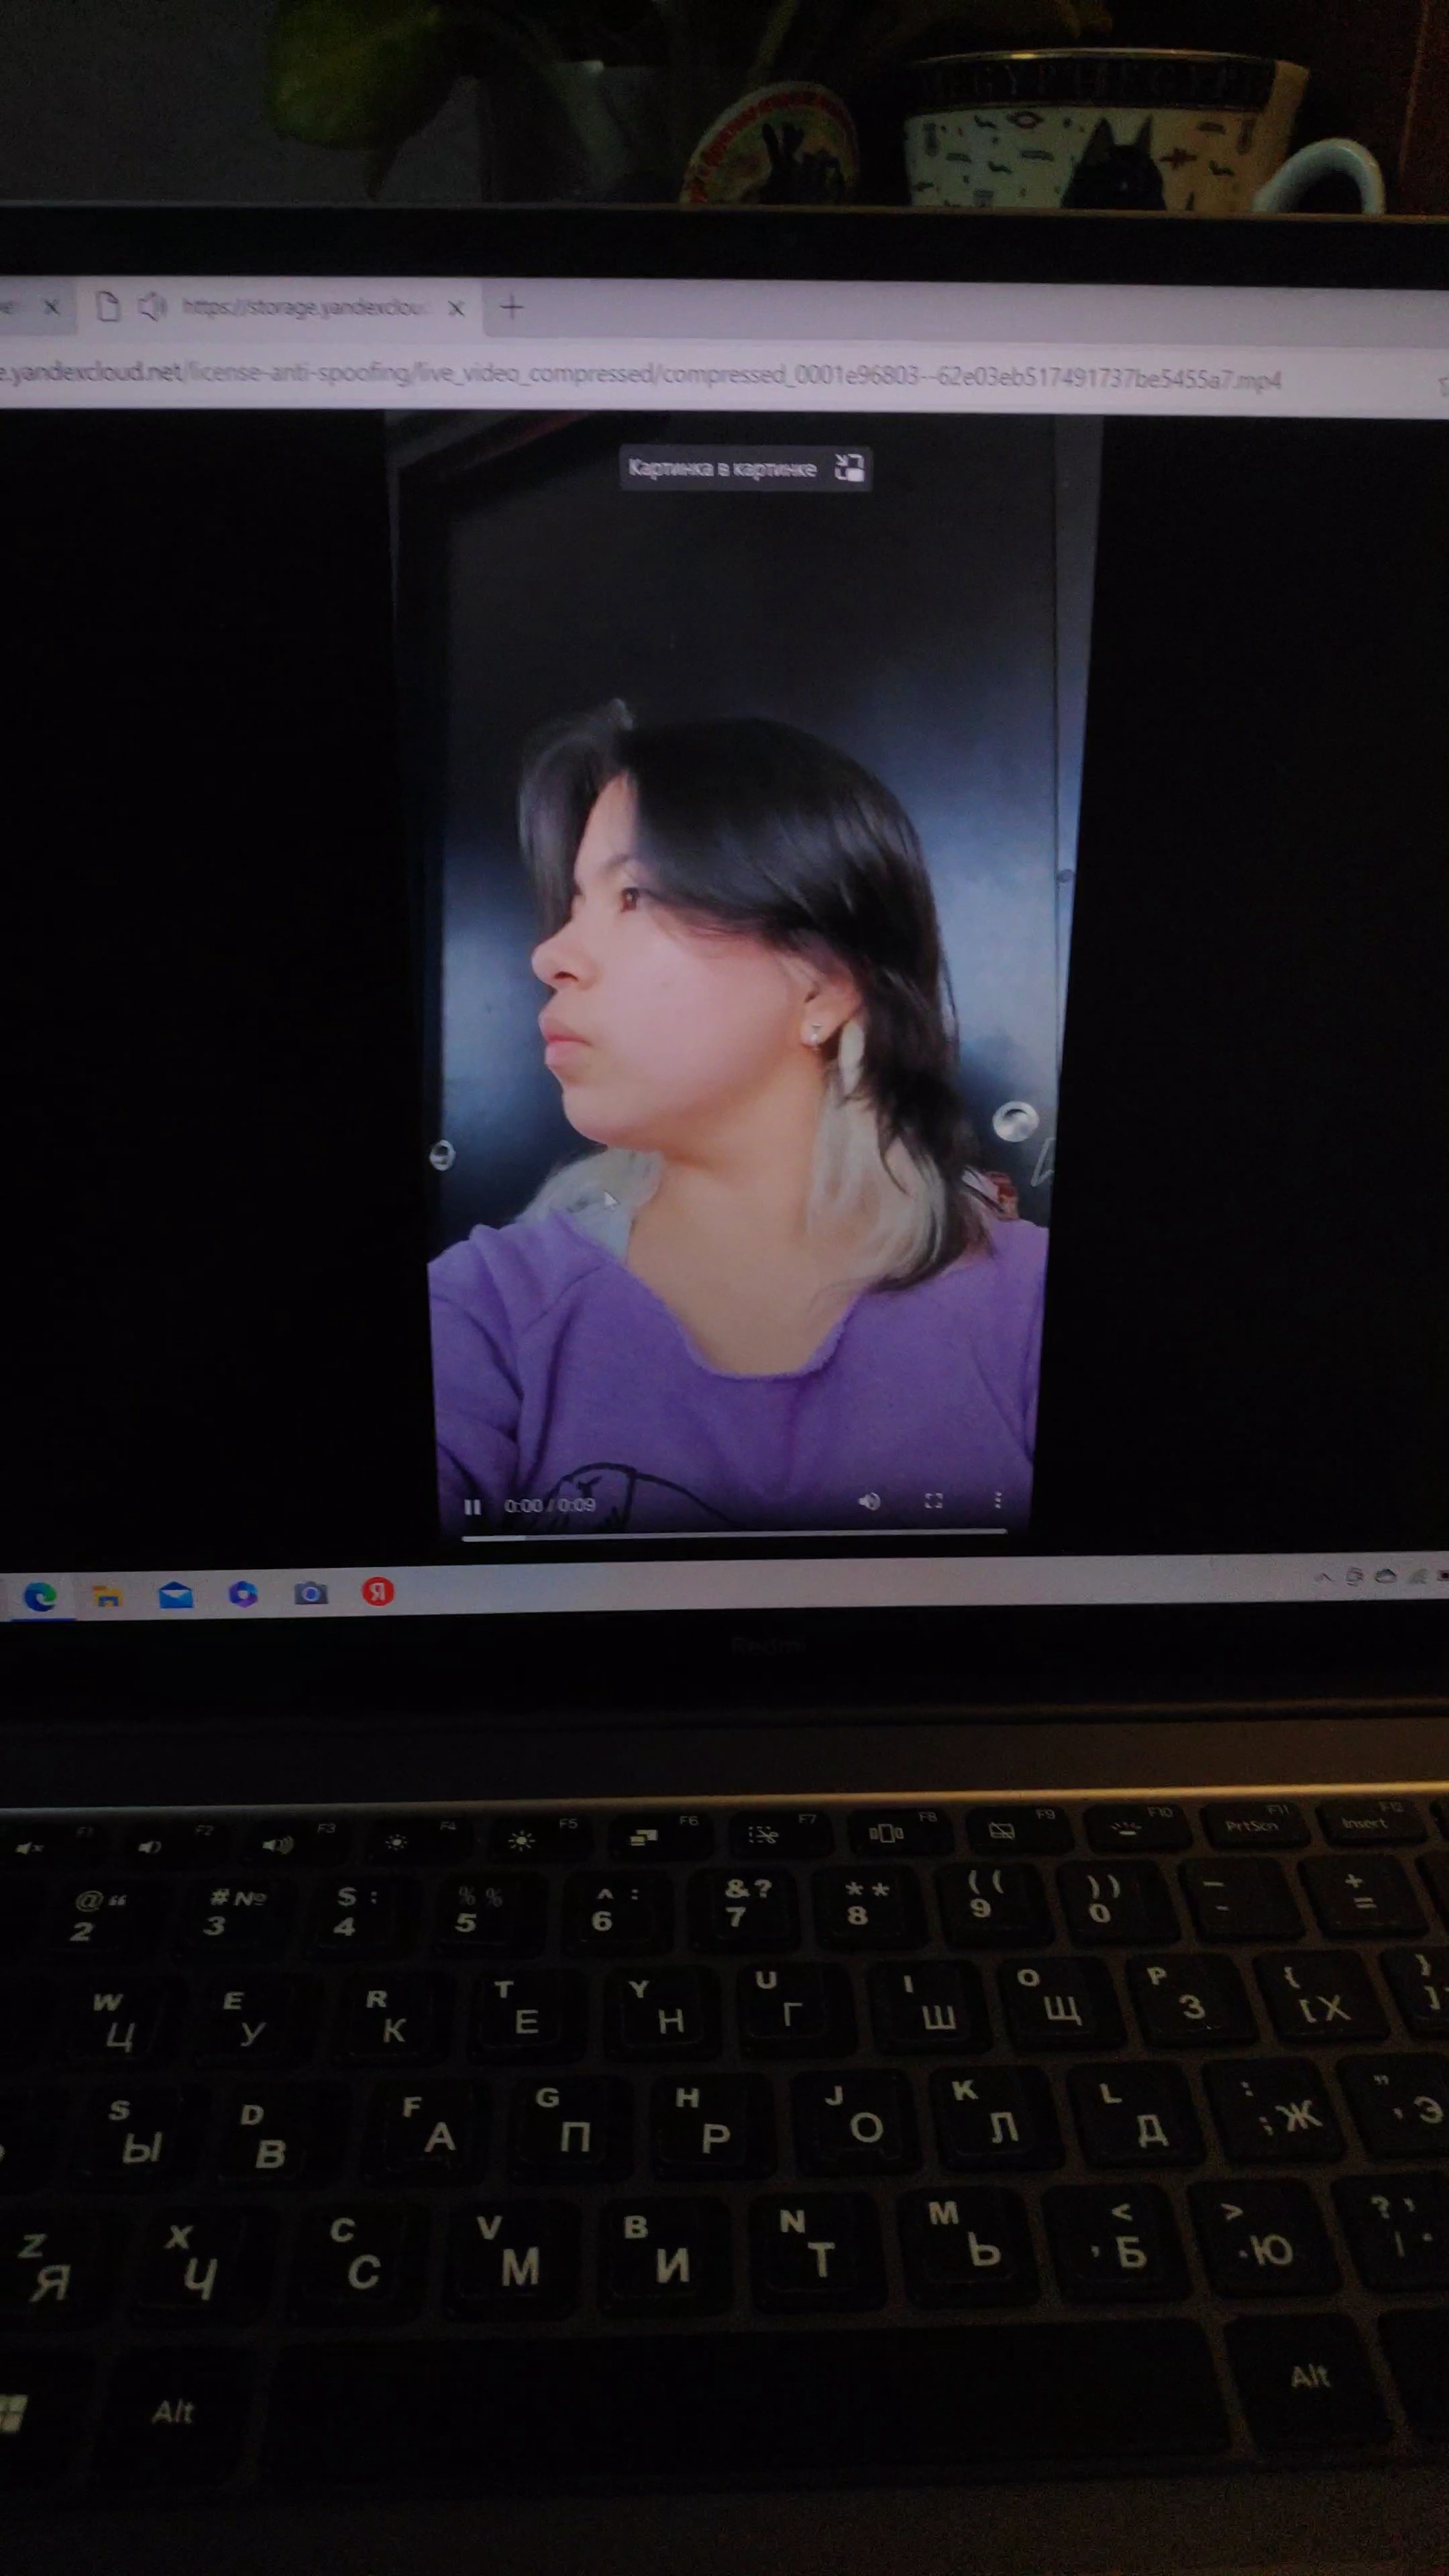 https://storage.yandexclou
e.yandexcloud.net/license-anti-spoofing/live_video_compressed/compressed_0001e96803--62e03eb517491737be5455a7.mp4
Картинка в картинке
0:00 / 0:09
Я
Redmi
F1 F2 F3 F4 F5 F6 F7 F8 F9 F10 PrtScn F11 Insert F12
@ “ 2 # № 3 $ ; 4 % % 5 ^ : 6 & ? 7 * * 8 ( ( 9 ) ) 0 _ - + =
W Ц E У R К T Е Y Н U Г I Ш O Щ P З { [ Х } ]
S Ы D В F А G П H Р J О K Л L Д : ; Ж " ' Э
Z Я X Ч C С V М B И N Т M Ь < , Б > . Ю ? , / .
Alt Alt